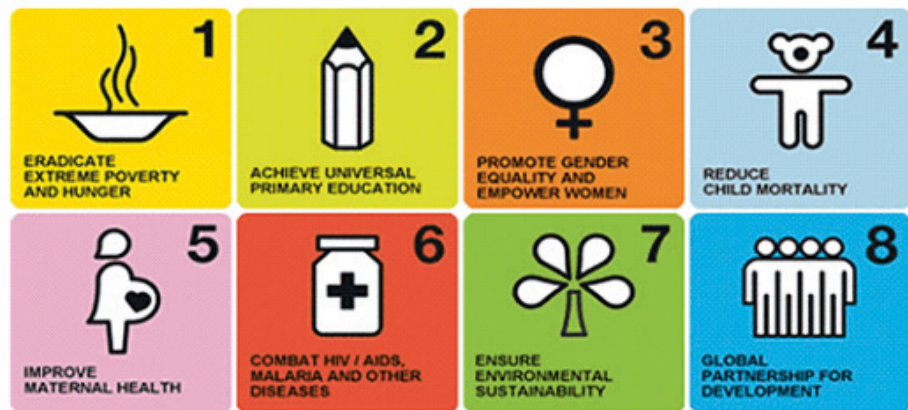 1
ERADICATE
EXTREME POVERTY
AND HUNGER
2
ACHIEVE UNIVERSAL
PRIMARY EDUCATION
3
PROMOTE GENDER
EQUALITY AND
EMPOWER WOMEN
4
REDUCE
CHILD MORTALITY
5
IMPROVE
MATERNAL HEALTH
6
COMBAT HIV / AIDS,
MALARIA AND OTHER
DISEASES
7
ENSURE
ENVIRONMENTAL
SUSTAINABILITY
8
GLOBAL
PARTNERSHIP FOR
DEVELOPMENT